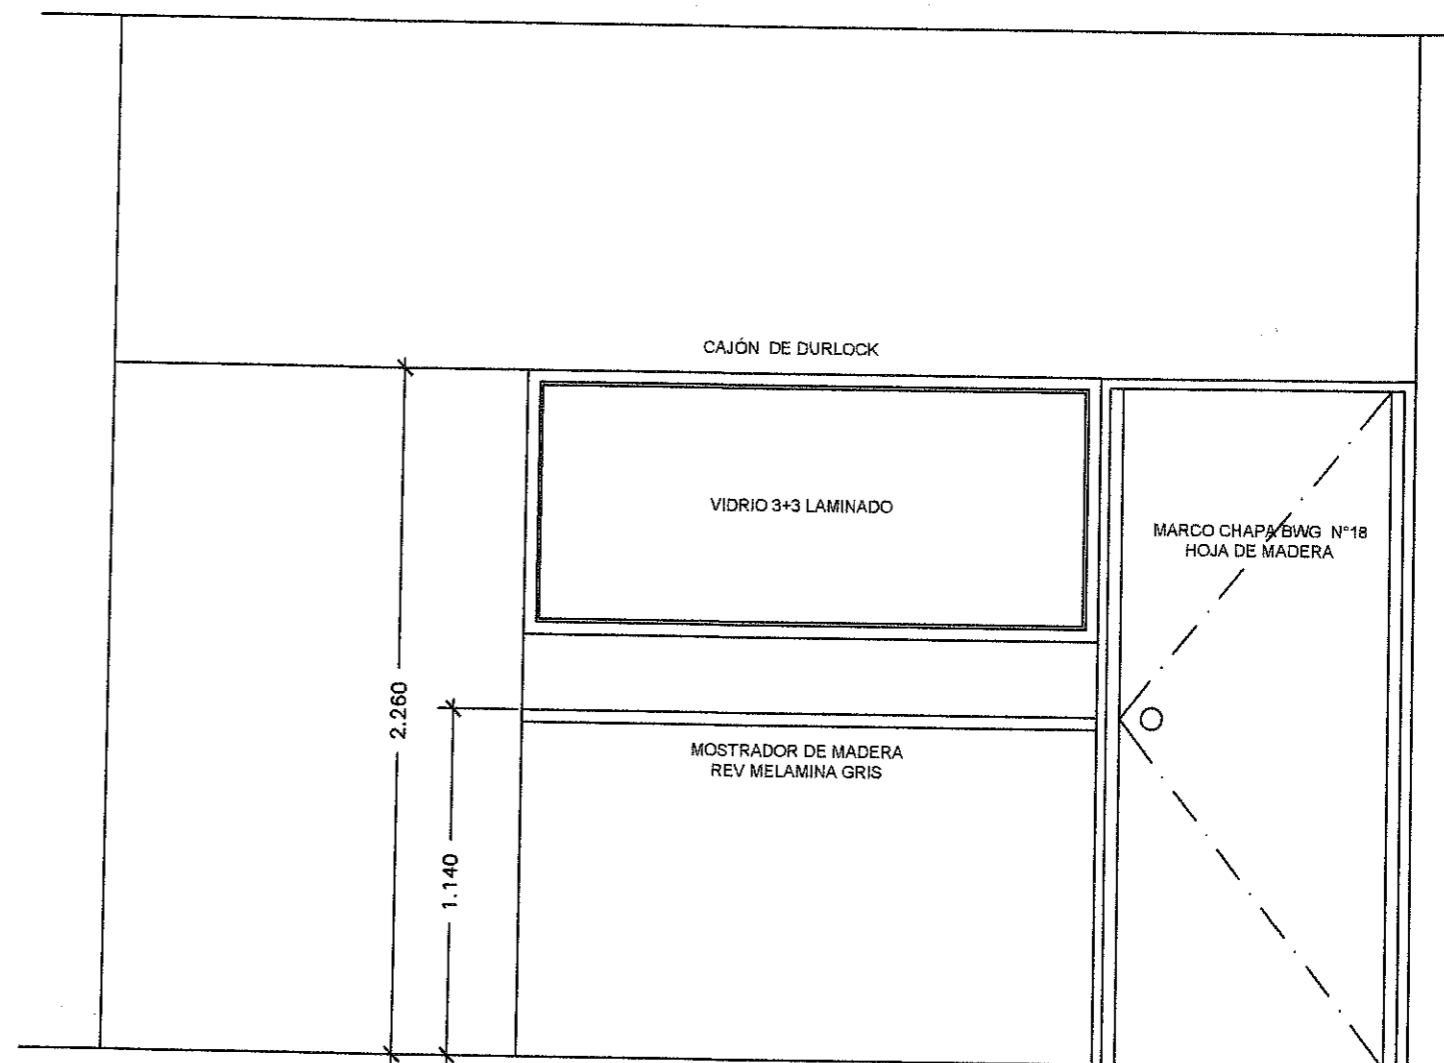 CAJÓN DE DURLOCK
VIDRIO 3+3 LAMINADO
MARCO CHAPA BWG N°18
HOJA DE MADERA
2.260
MOSTRADOR DE MADERA
REV MELAMINA GRIS
1.140